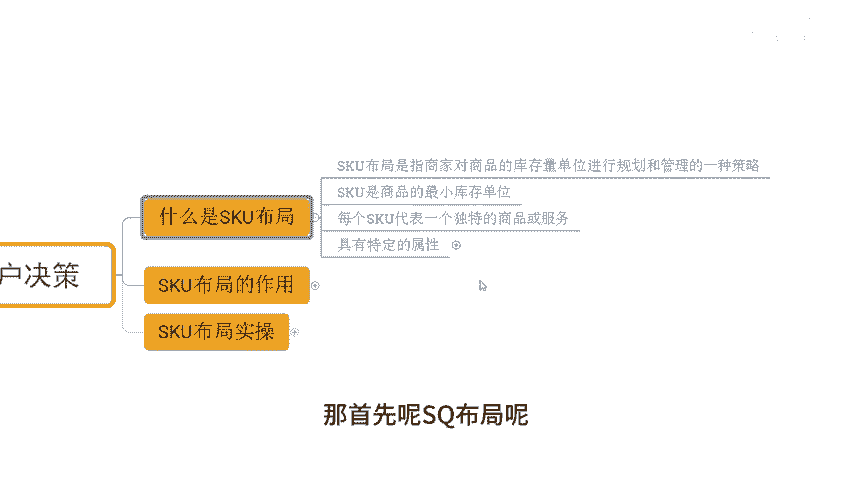 SKU布局是指商家对商品的库存量单位进行规划和管理的一种策略
SKU是商品的最小库存单位
什么是SKU布局
每个SKU代表一个独特的商品或服务
具有特定的属性
户决策
SKU布局的作用
SKU布局实操
那首先呢SQ布局呢